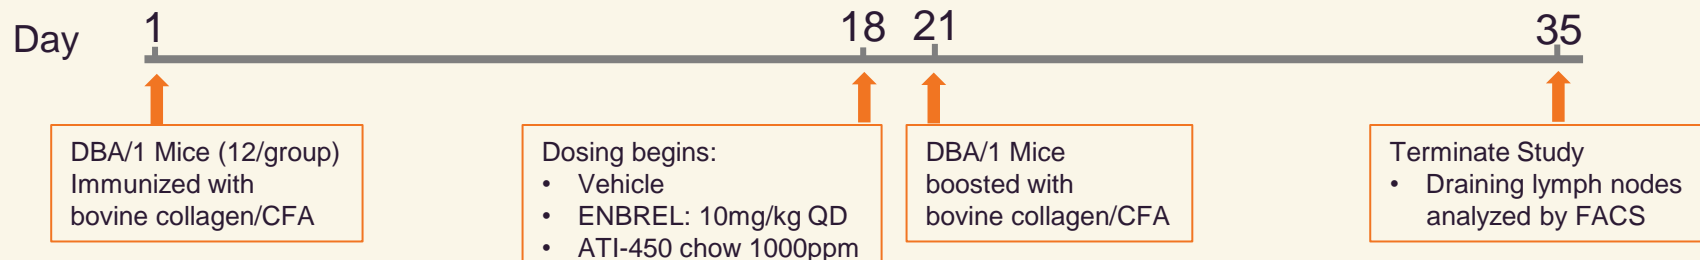 Day
1
18
21
35
DBA/1 Mice (12/group)
Immunized with
bovine collagen/CFA
Dosing begins:
• Vehicle
• ENBREL: 10mg/kg QD
• ATI-450 chow 1000ppm
DBA/1 Mice
boosted with
bovine collagen/CFA
Terminate Study
• Draining lymph nodes
analyzed by FACS